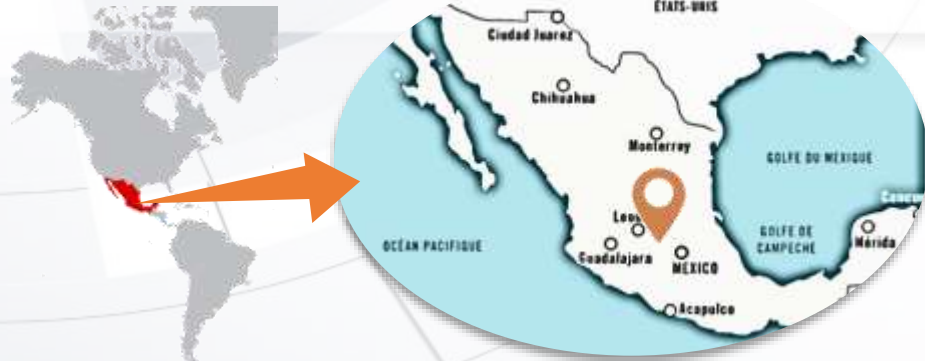 ÉTATS-UNIS
Ciudad Juarez
Chihuahua
Monterrey
GOLFE DU MEXIQUE
OCÉAN PACIFIQUE
GOLFE DE
CAMPECHE
Mérida
Guadalajara
MEXICO
Acapulco